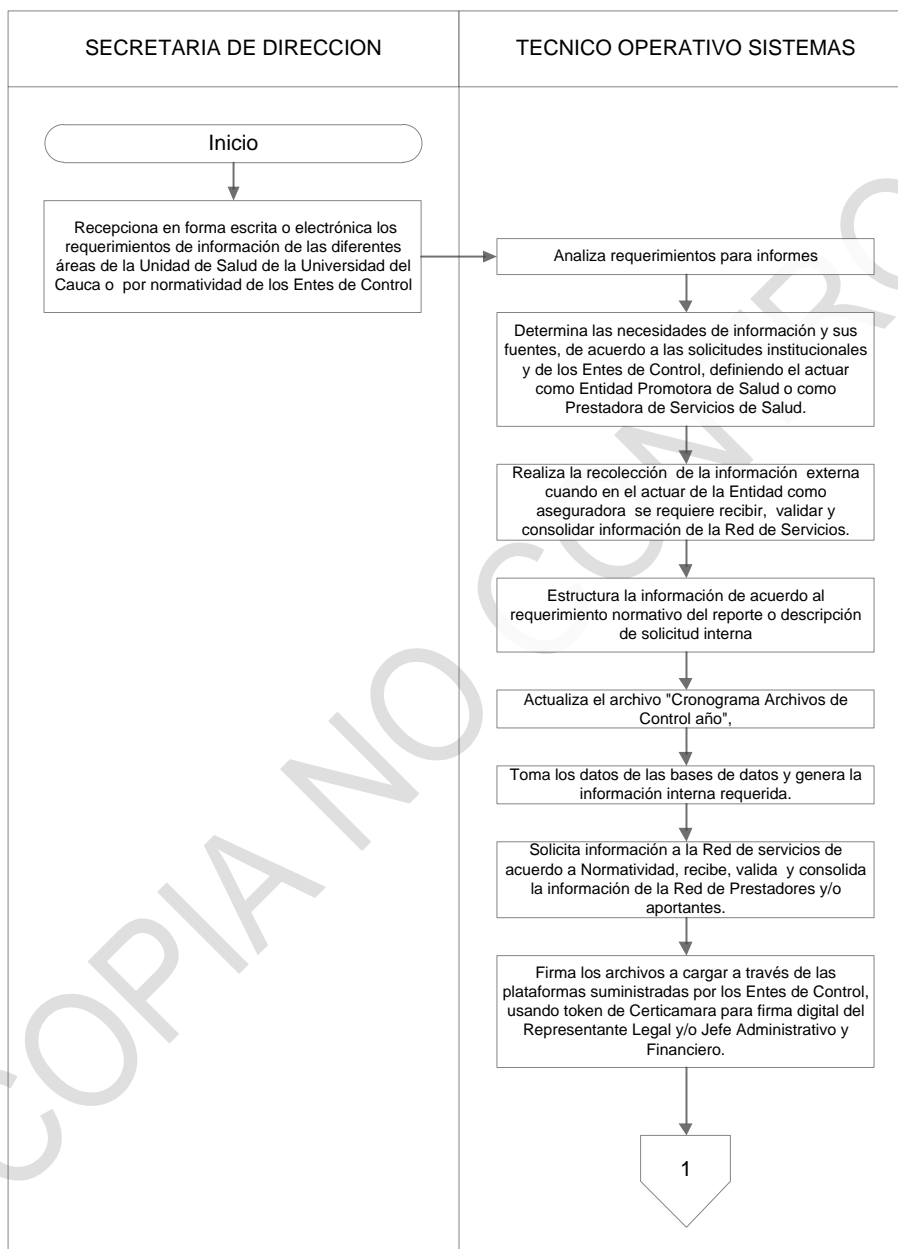 SECRETARIA DE DIRECCION
TECNICO OPERATIVO SISTEMAS
Inicio
Recepciona en forma escrita o electrónica los
requerimientos de información de las diferentes
áreas de la Unidad de Salud de la Universidad del
Cauca o por normatividad de los Entes de Control
Analiza requerimientos para informes
Determina las necesidades de información y sus
fuentes, de acuerdo a las solicitudes institucionales
y de los Entes de Control, definiendo el actuar
como Entidad Promotora de Salud o como
Prestadora de Servicios de Salud.
Realiza la recolección de la información externa
cuando en el actuar de la Entidad como
aseguradora se requiere recibir, validar y
consolidar información de la Red de Servicios.
Estructura la información de acuerdo al
requerimiento normativo del reporte o descripción
de solicitud interna
Actualiza el archivo "Cronograma Archivos de
Control año",
Toma los datos de las bases de datos y genera la
información interna requerida.
Solicita información a la Red de servicios de
acuerdo a Normatividad, recibe, valida y consolida
la información de la Red de Prestadores y/o
aportantes.
Firma los archivos a cargar a través de las
plataformas suministradas por los Entes de Control,
usando token de Certicamara para firma digital del
Representante Legal y/o Jefe Administrativo y
Financiero.
1
COPIA NO CONTRO